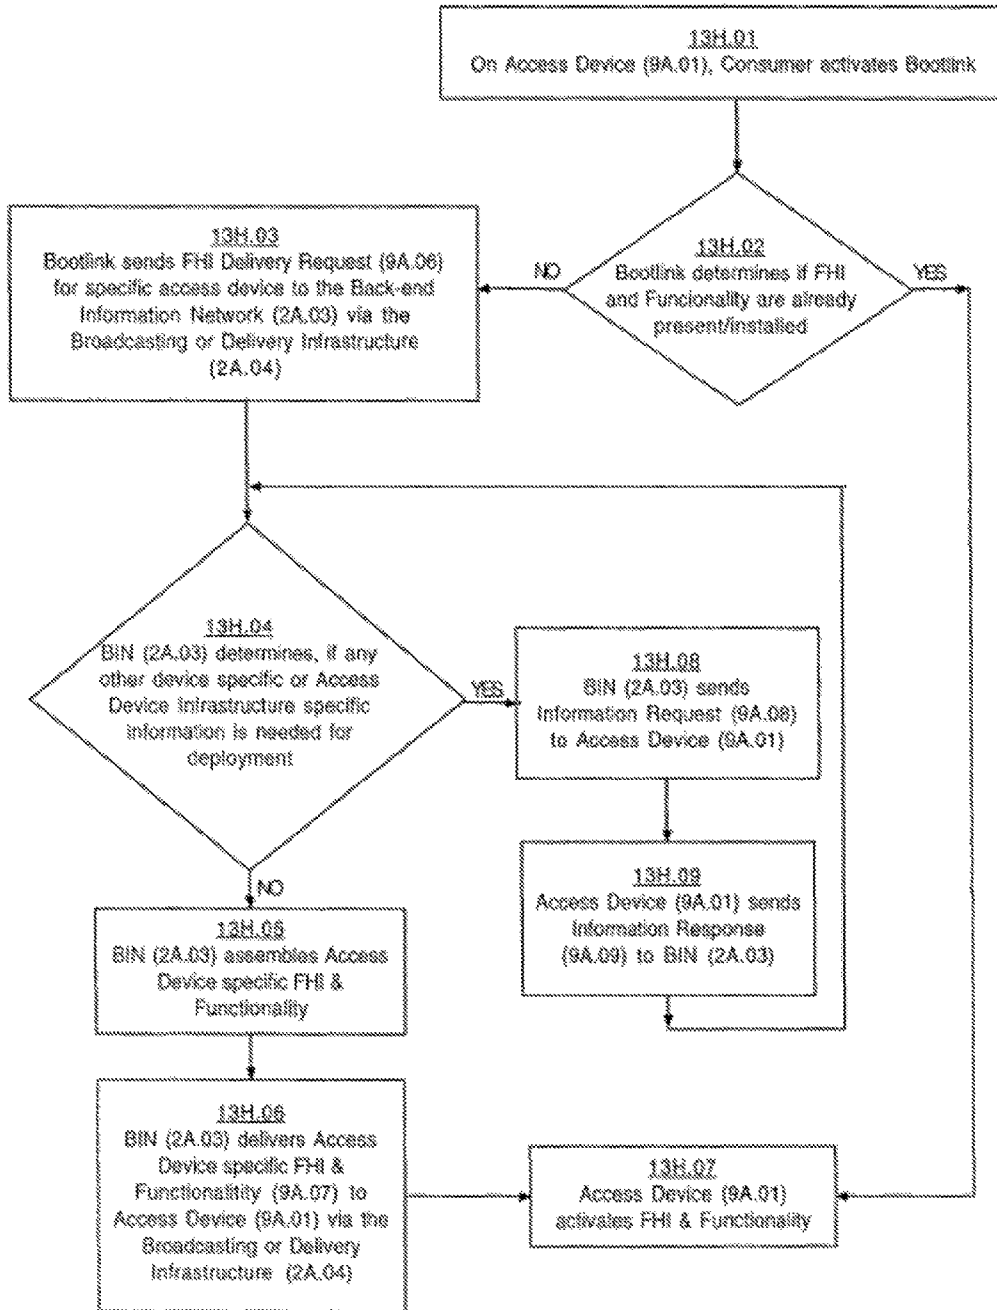 13H.01
On Access Device (9A.01), Consumer activates Bootlink
13H.02
Bootlink determines if FHI
and Funcionality are already
present/installed
NO
YES
13H.03
Bootlink sends FHI Delivery Request (9A.06)
for specific access device to the Back-end
Information Network (2A.03) via the
Broadcasting or Delivery Infrastructure
(2A.04)
13H.04
BIN (2A.03) determines, if any
other device specific or Access
Device Infrastructure specific
information is needed for
deployment
YES
NO
13H.08
BIN (2A.03) sends
Information Request (9A.08)
to Access Device (9A.01)
13H.09
Access Device (9A.01) sends
Information Response
(9A.09) to BIN (2A.03)
13H.05
BIN (2A.03) assembles Access
Device specific FHI &
Functionality
13H.06
BIN (2A.03) delivers Access
Device specific FHI &
Functionatitity (9A.07) to
Access Device (9A.01) via the
Broadcasting or Delivery
Infrastructure (2A.04)
13H.07
Access Device (9A.01)
activates FHI & Functionality